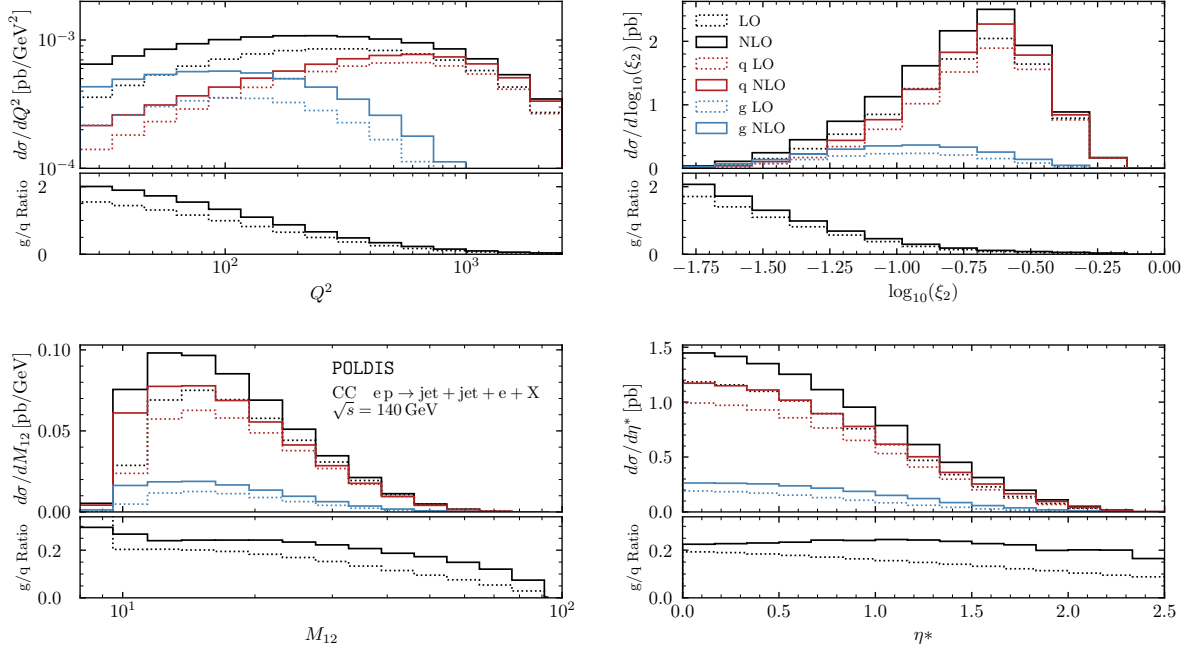 dσ/dQ² [pb/GeV²]
10⁻³
10⁻⁴
g/q Ratio
2
0
10²
10³
Q²
dσ/dlog₁₀(ξ₂) [pb]
2
1
0
LO
NLO
q LO
q NLO
g LO
g NLO
g/q Ratio
2
0
−1.75
−1.50
−1.25
−1.00
−0.75
−0.50
−0.25
0.00
log₁₀(ξ₂)
dσ/dM₁₂ [pb/GeV]
0.10
0.05
0.00
POLDIS
CC e p → jet + jet + e + X
√s = 140 GeV
g/q Ratio
0.2
0.0
10¹
10²
M₁₂
dσ/dη* [pb]
1.5
1.0
0.5
0.0
g/q Ratio
0.2
0.0
0.0
0.5
1.0
1.5
2.0
2.5
η*